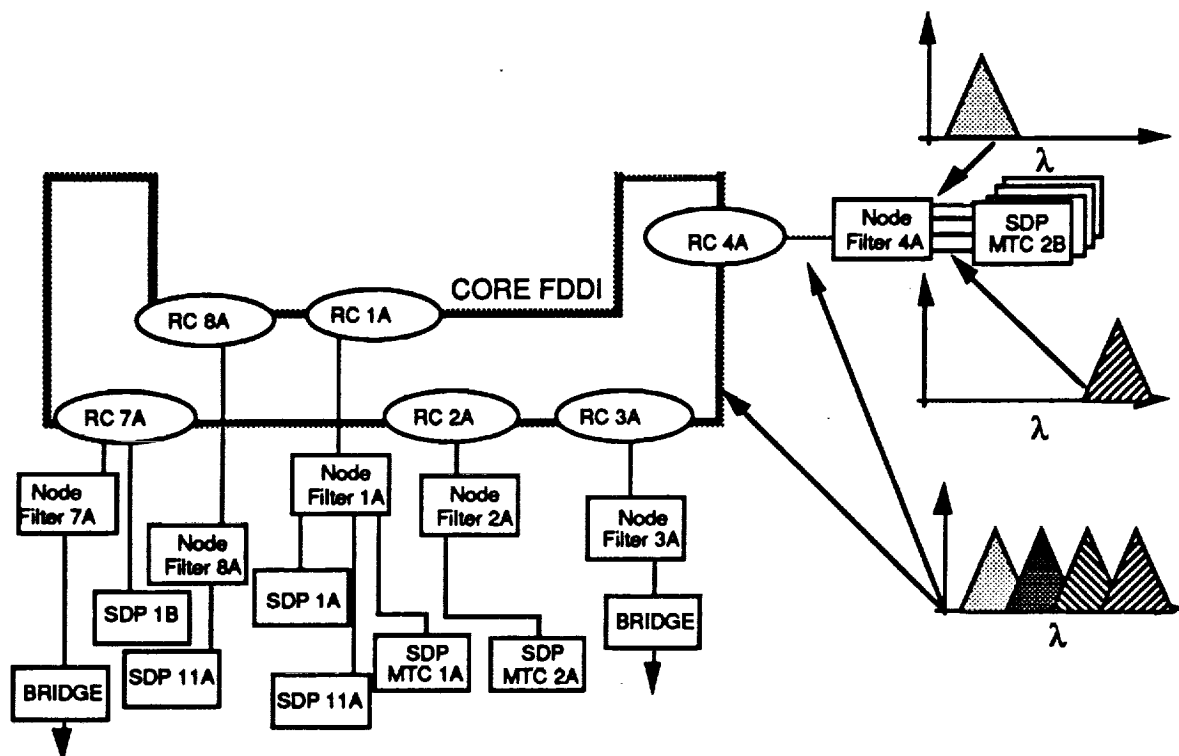 λ
Node
Filter 4A
SDP
MTC 2B
RC 4A
CORE FDDI
RC 8A
RC 1A
λ
RC 7A
RC 2A
RC 3A
Node
Filter 7A
Node
Filter 1A
Node
Filter 2A
Node
Filter 3A
Node
Filter 8A
SDP 1A
SDP 1B
BRIDGE
λ
SDP 11A
SDP
MTC 1A
SDP
MTC 2A
BRIDGE
SDP 11A